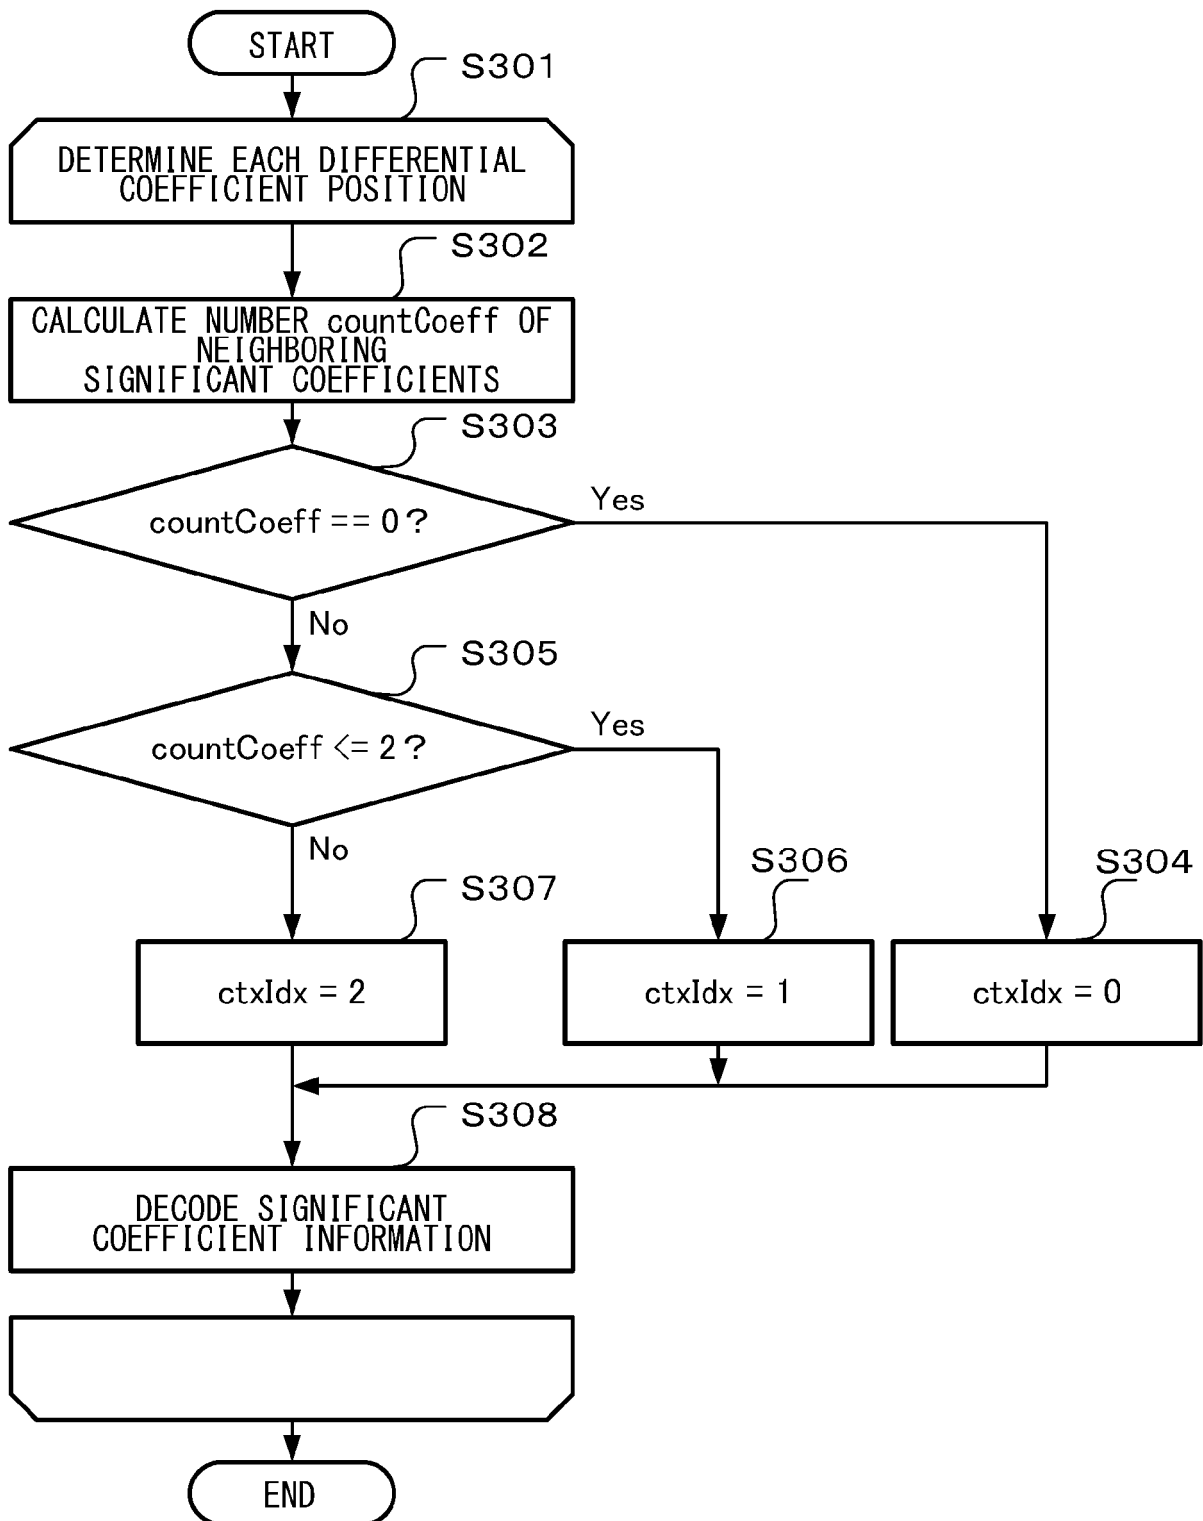 START
S301
DETERMINE EACH DIFFERENTIAL
COEFFICIENT POSITION
S302
CALCULATE NUMBER countCoeff OF
NEIGHBORING
SIGNIFICANT COEFFICIENTS
S303
countCoeff == 0?
Yes
No
S305
countCoeff <= 2?
Yes
No
S307
S306
S304
ctxIdx = 2
ctxIdx = 1
ctxIdx = 0
S308
DECODE SIGNIFICANT
COEFFICIENT INFORMATION
END